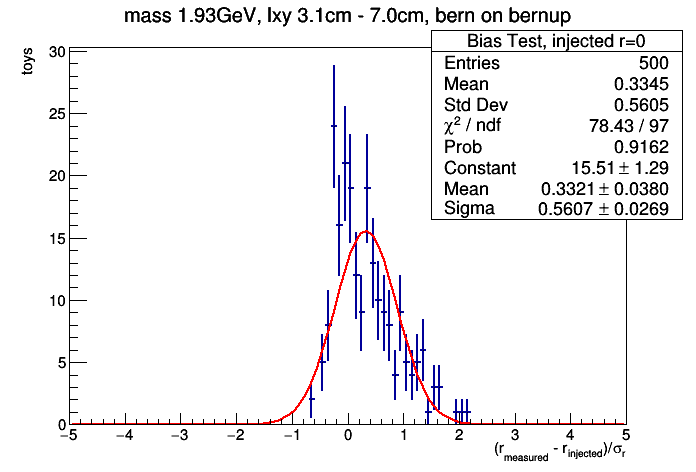 mass 1.93GeV, lxy 3.1cm - 7.0cm, bern on bernup
Bias Test, injected r=0
Entries 500
Mean 0.3345
Std Dev 0.5605
χ² / ndf 78.43 / 97
Prob 0.9162
Constant 15.51 ± 1.29
Mean 0.3321 ± 0.0380
Sigma 0.5607 ± 0.0269
toys
30
25
20
15
10
5
0
−5 −4 −3 −2 −1 0 1 2 3 4 5
(r_measured - r_injected)/σ_r